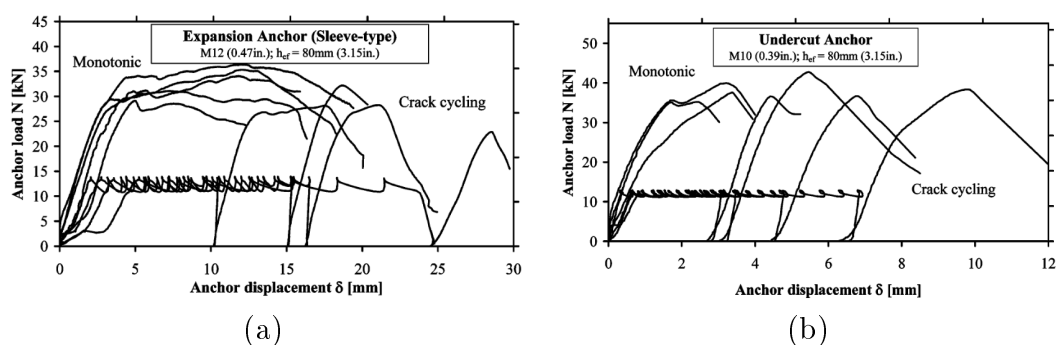 Expansion Anchor (Sleeve-type)
M12 (0.47in.); hef = 80mm (3.15in.)
Monotonic
Crack cycling
Anchor load N [kN]
45
40
35
30
25
20
15
10
5
0
0 5 10 15 20 25 30
Anchor displacement δ [mm]
(a)
Undercut Anchor
M10 (0.39in.); hef = 80mm (3.15in.)
Monotonic
Crack cycling
Anchor load N [kN]
50
40
30
20
10
0
0 2 4 6 8 10 12
Anchor displacement δ [mm]
(b)